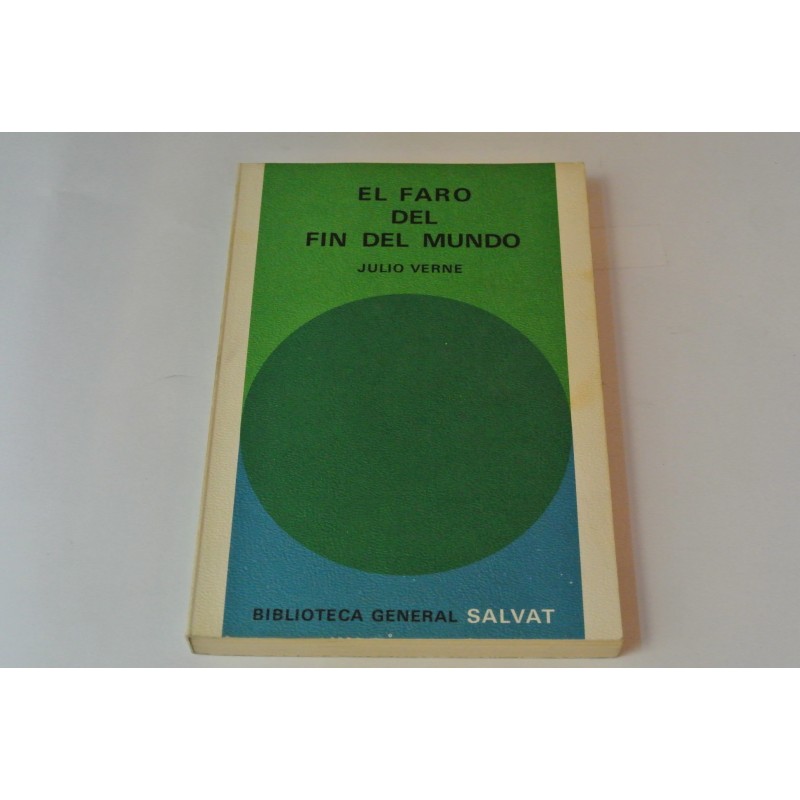 EL FARO
DEL
FIN DEL MUNDO
JULIO VERNE
BIBLIOTECA GENERAL SALVAT